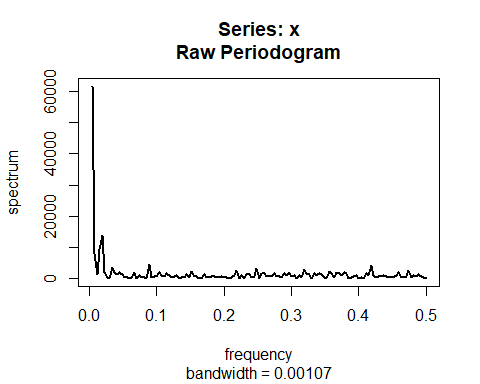 Series: x
Raw Periodogram
spectrum
60000
40000
20000
0
0.0 0.1 0.2 0.3 0.4 0.5
frequency
bandwidth = 0.00107